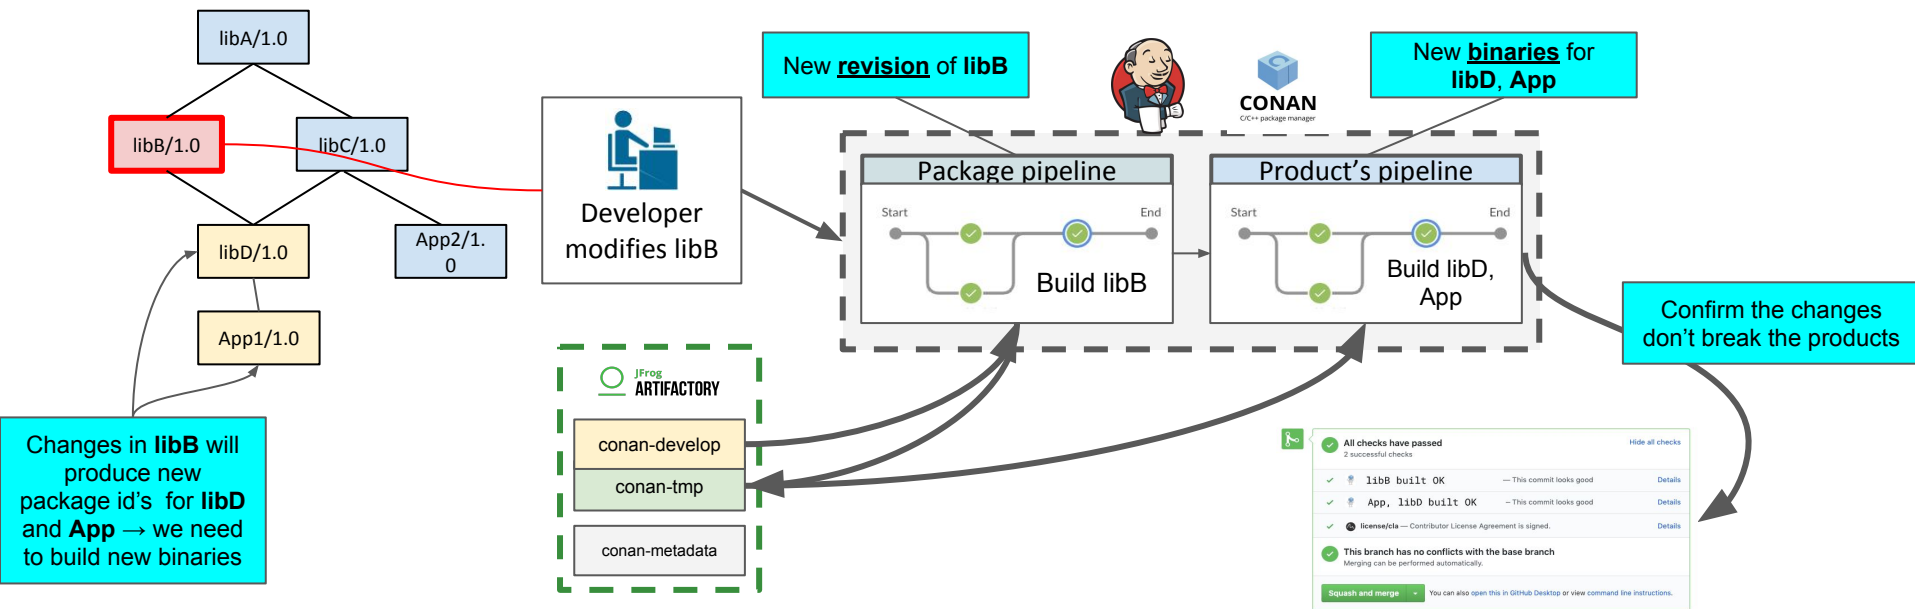 libA/1.0
libB/1.0
libC/1.0
libD/1.0
App2/1.
0
App1/1.0
Changes in libB will
produce new
package id's for libD
and App → we need
to build new binaries
Developer
modifies libB
New revision of libB
CONAN
C/C++ package manager
New binaries for
libD, App
Package pipeline
Start
End
Build libB
Product's pipeline
Start
End
Build libD,
App
Confirm the changes
don't break the products
JFrog
ARTIFACTORY
conan-develop
conan-tmp
conan-metadata
All checks have passed
Hide all checks
2 successful checks
libB built OK — This commit looks good Details
App, libD built OK – This commit looks good Details
license/cla — Contributor License Agreement is signed. Details
This branch has no conflicts with the base branch
Merging can be performed automatically.
Squash and merge You can also open this in GitHub Desktop or view command line instructions.